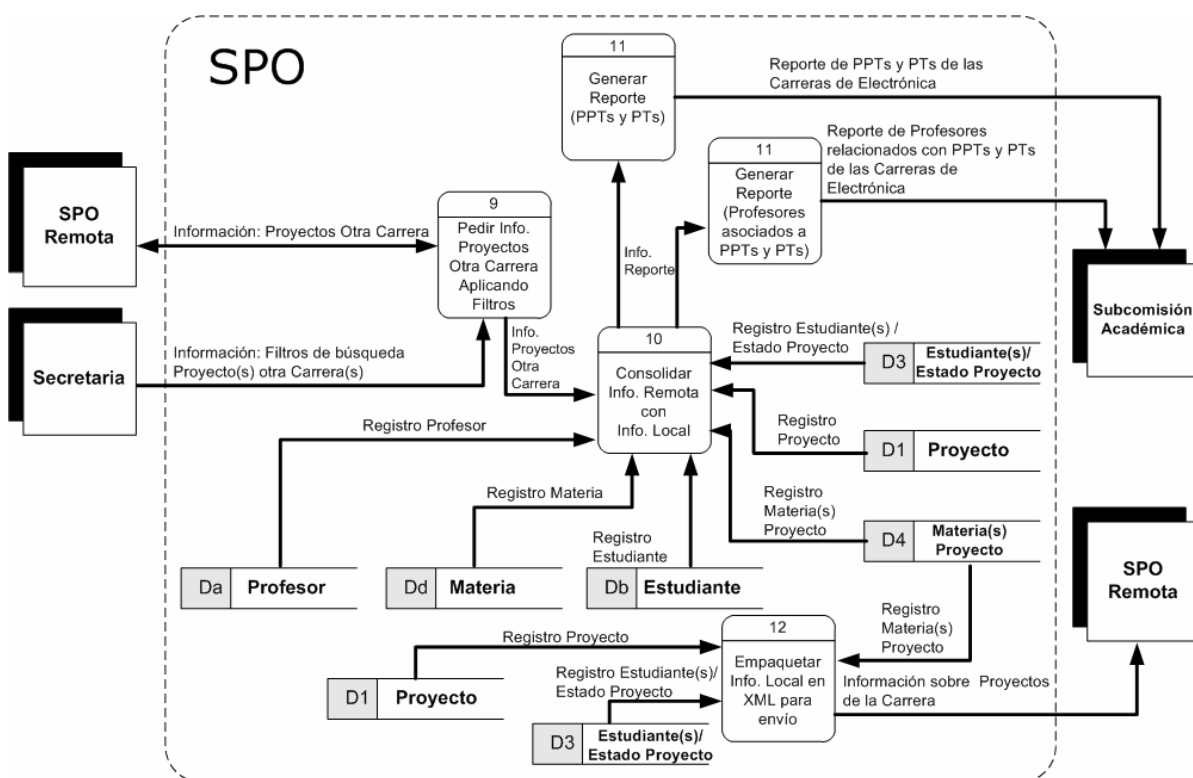 SPO
11
Generar
Reporte
(PPTs y PTs)
Reporte de PPTs y PTs de las
Carreras de Electrónica
11
Generar
Reporte
(Profesores
asociados a
PPTs y PTs)
Reporte de Profesores
relacionados con PPTs y PTs
de las Carreras de
Electrónica
SPO
Remota
Información: Proyectos Otra Carrera
9
Pedir Info.
Proyectos
Otra Carrera
Aplicando
Filtros
Info.
Reporte
Subcomisión
Académica
Secretaria
Información: Filtros de búsqueda
Proyecto(s) otra Carrera(s)
Info.
Proyectos
Otra
Carrera
10
Consolidar
Info. Remota
con
Info. Local
Registro Estudiante(s) /
Estado Proyecto
D3
Estudiante(s)/
Estado Proyecto
Registro Profesor
Registro
Proyecto
D1
Proyecto
Registro Materia
Registro
Materia(s)
Proyecto
D4
Materia(s)
Proyecto
Registro
Estudiante
Da
Profesor
Dd
Materia
Db
Estudiante
SPO
Remota
Registro
Materia(s)
Proyecto
Registro Proyecto
12
Empaquetar
Info. Local en
XML para
envío
D1
Proyecto
Registro Estudiante(s)/
Estado Proyecto
Información sobre Proyectos
de la Carrera
D3
Estudiante(s)/
Estado Proyecto